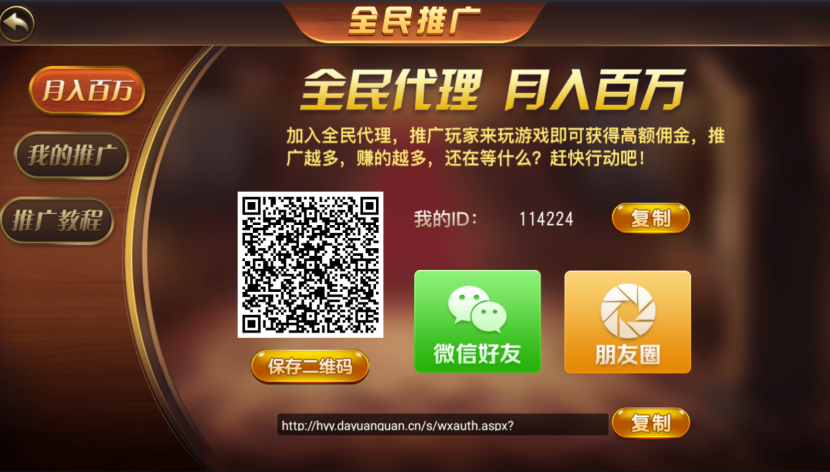 全民推广
月入百万
我的推广
推广教程
全民代理 月入百万
加入全民代理，推广玩家来玩游戏即可获得高额佣金，推
广越多，赚的越多，还在等什么？赶快行动吧！
我的ID： 114224 复制
微信好友
朋友圈
保存二维码
http://hyy.dayuanquan.cn/s/wxauth.aspx? 复制